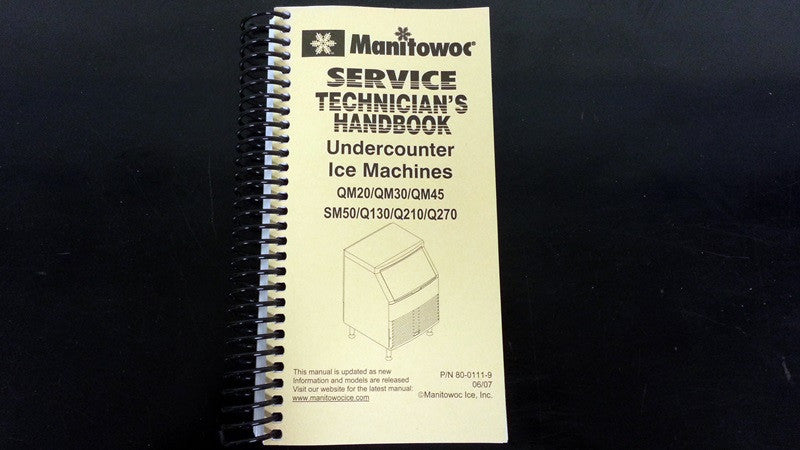 Manitowoc®
SERVICE
TECHNICIAN'S
HANDBOOK
Undercounter
Ice Machines
QM20/QM30/QM45
SM50/Q130/Q210/Q270
This manual is updated as new
Information and models are released
Visit our website for the latest manual:
www.manitowocice.com
P/N 80-0111-9
06/07
©Manitowoc Ice, Inc.